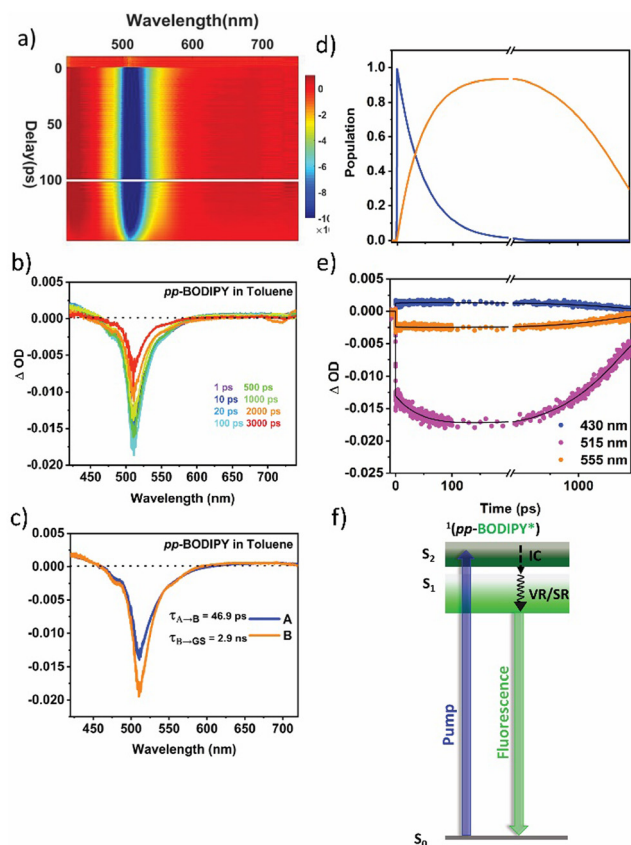 a)
Wavelength(nm)
500 600 700
0
50
100
Delay(ps)
0
-2
-4
-6
-8
-10
b)
pp-BODIPY in Toluene
0.005
0.000
-0.005
-0.010
-0.015
-0.020
Δ OD
1 ps 500 ps
10 ps 1000 ps
20 ps 2000 ps
100 ps 3000 ps
450 500 550 600 650 700
Wavelength (nm)
c)
pp-BODIPY in Toluene
0.005
0.000
-0.005
-0.010
-0.015
-0.020
Δ OD
τA→B = 46.9 ps
τB→GS = 2.9 ns
A
B
450 500 550 600 650 700
Wavelength (nm)
d)
1.0
0.8
0.6
0.4
0.2
0.0
Population
0 100 1000
e)
0.005
0.000
-0.005
-0.010
-0.015
-0.020
-0.025
Δ OD
430 nm
515 nm
555 nm
0 100 1000
Time (ps)
f)
1(pp-BODIPY*)
S2
IC
S1
VR/SR
Pump
Fluorescence
S0